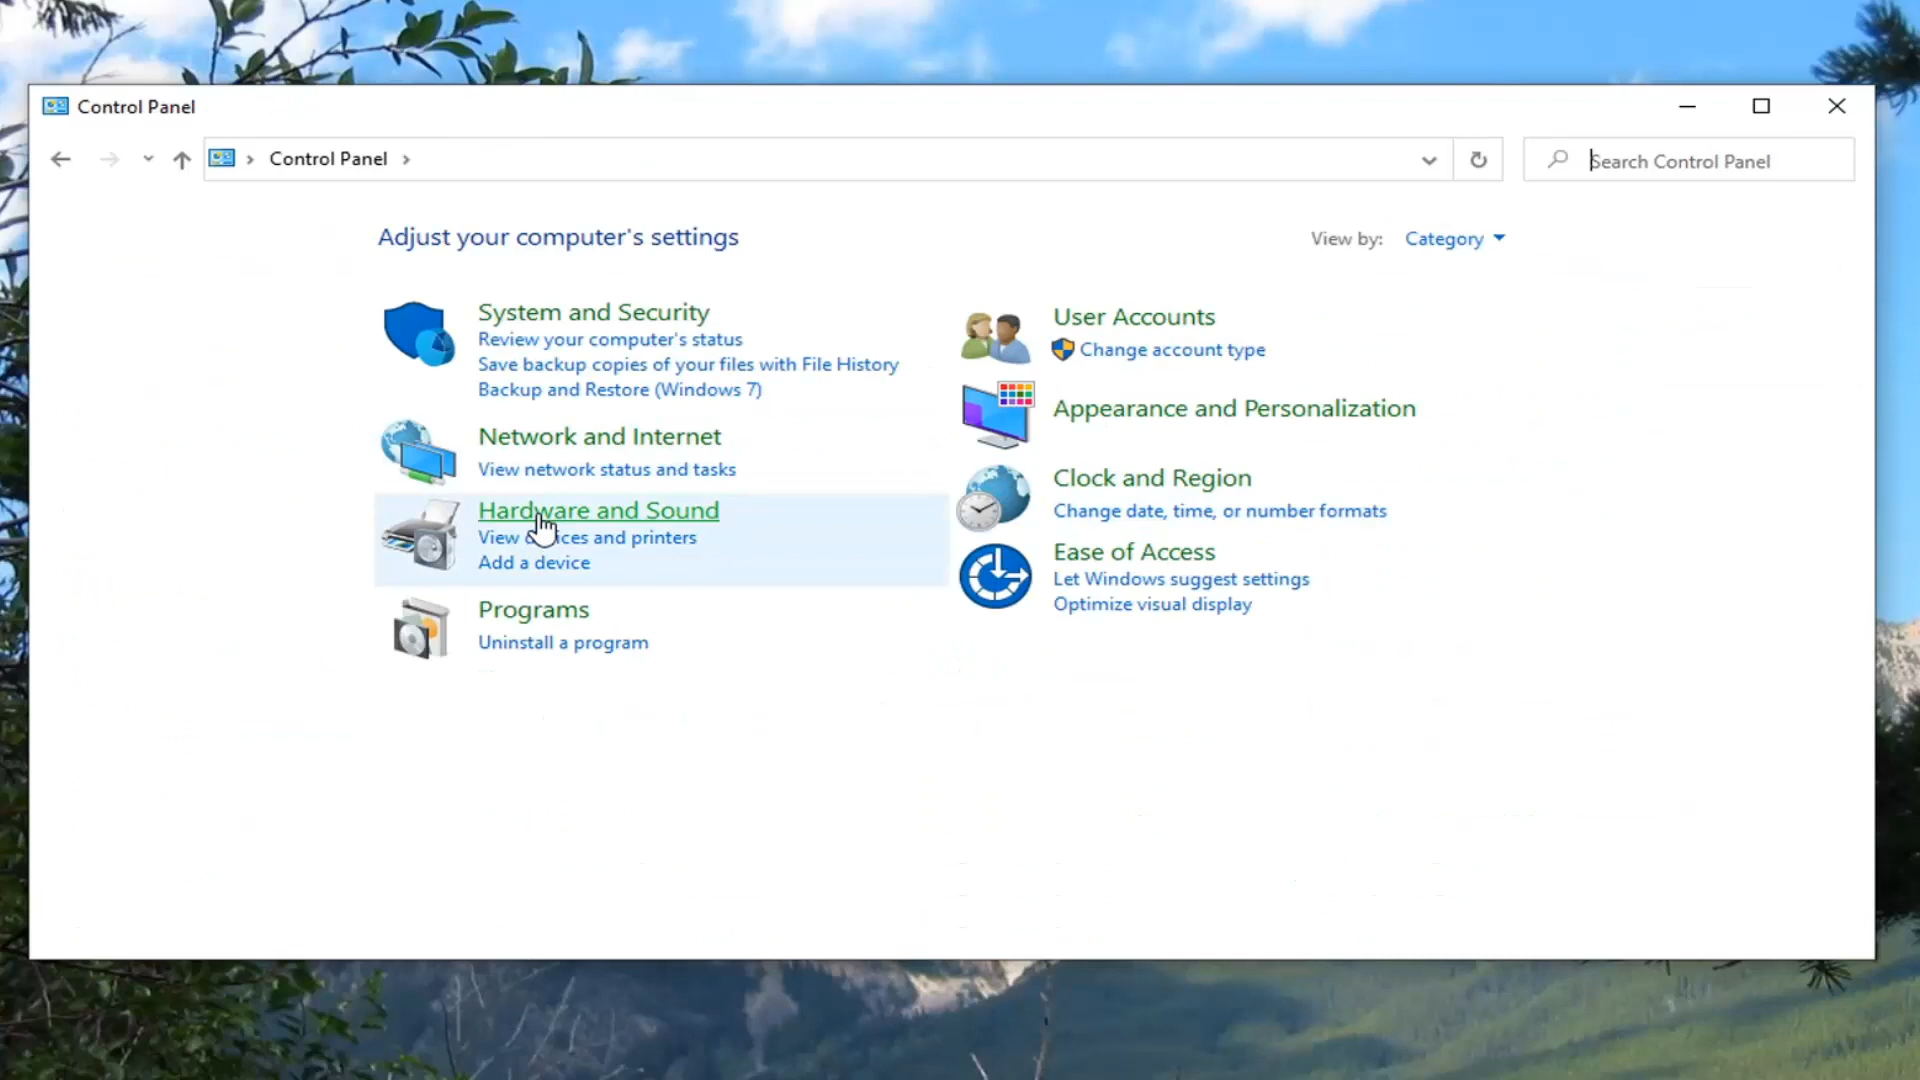 Control Panel
Control Panel
Search Control Panel
Adjust your computer's settings
View by: Category
System and Security
Review your computer's status
Save backup copies of your files with File History
Backup and Restore (Windows 7)
Network and Internet
View network status and tasks
Hardware and Sound
View devices and printers
Add a device
Programs
Uninstall a program
User Accounts
Change account type
Appearance and Personalization
Clock and Region
Change date, time, or number formats
Ease of Access
Let Windows suggest settings
Optimize visual display